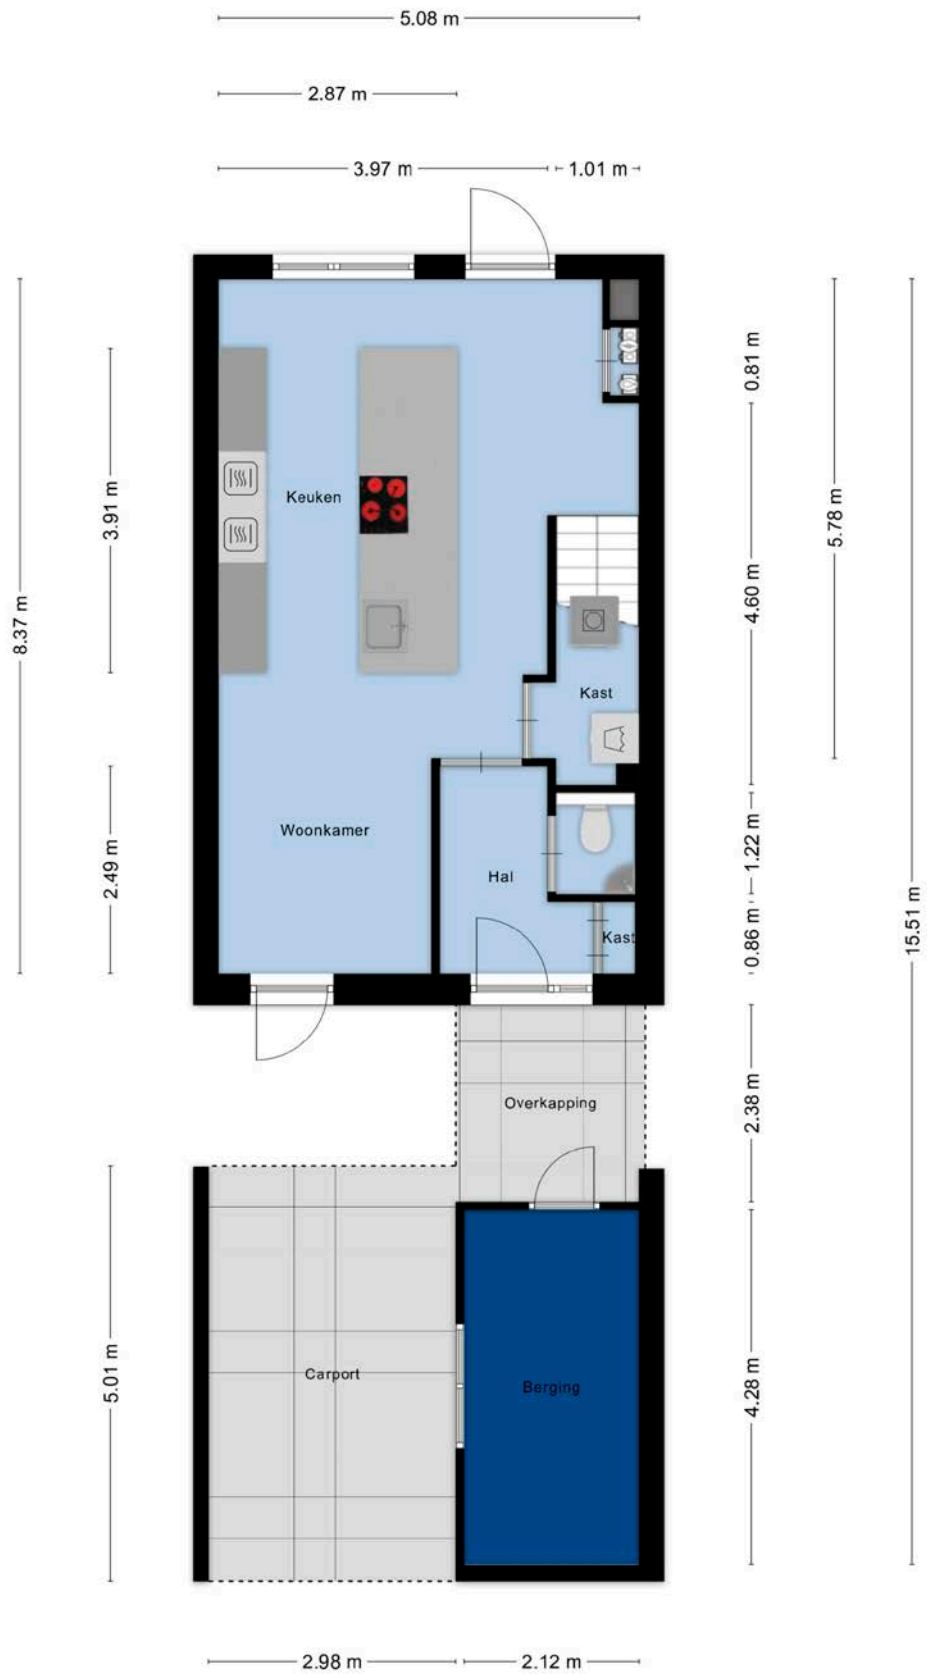 5.08 m
2.87 m
3.97 m
1.01 m
0.81 m
3.91 m
Keuken
5.78 m
4.60 m
8.37 m
Kast
Woonkamer
2.49 m
Hal
1.22 m
Kast
0.86 m
15.51 m
Overkapping
2.38 m
Carport
5.01 m
Berging
4.28 m
2.98 m
2.12 m